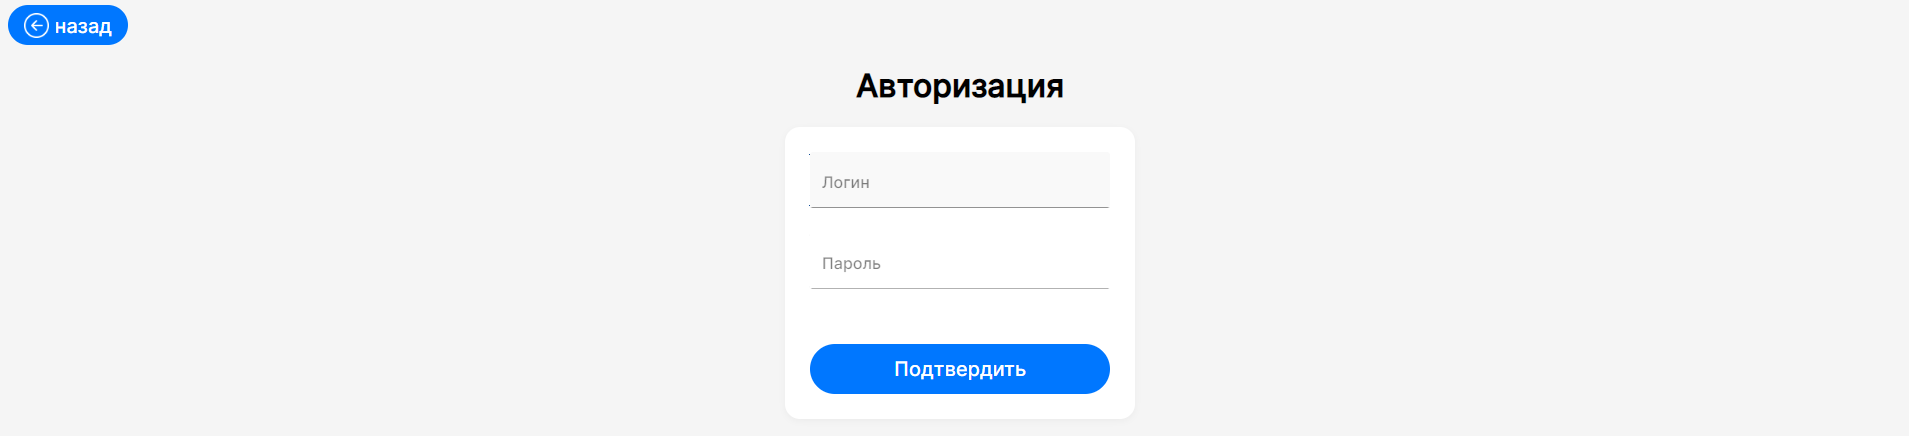 назад
Авторизация
Логин
Пароль
Подтвердить